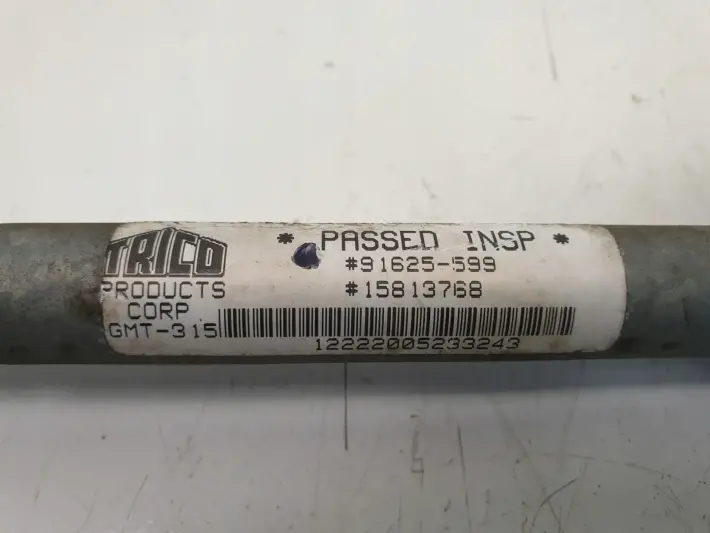 TRICO
PRODUCTS
CORP
GMT-315
* PASSED INSP *
#91625-599
#15813768
12222005233243